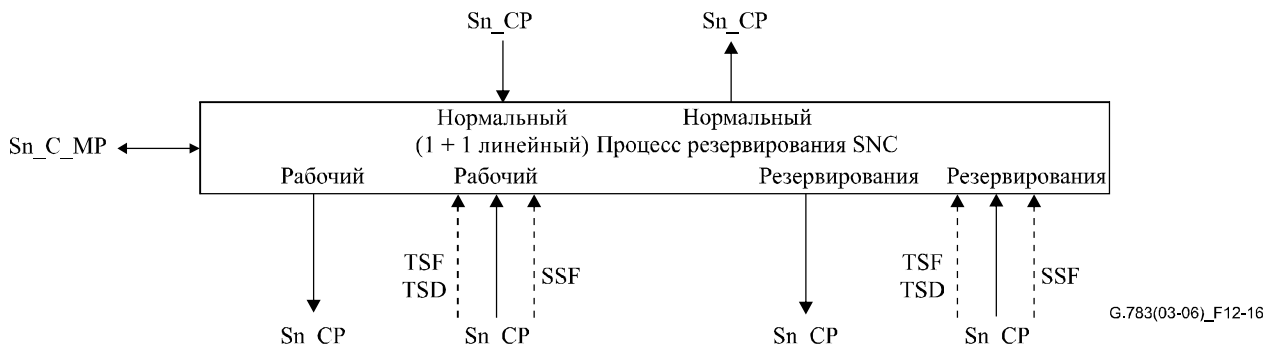 Sn_CP Sn_CP
Нормальный Нормальный
Sn_C_MP (1 + 1 линейный) Процесс резервирования SNC
Рабочий Рабочий Резервирования Резервирования
TSF TSF
SSF SSF
TSD TSD
Sn_CP Sn_CP Sn_CP Sn_CP
G.783(03-06)_F12-16